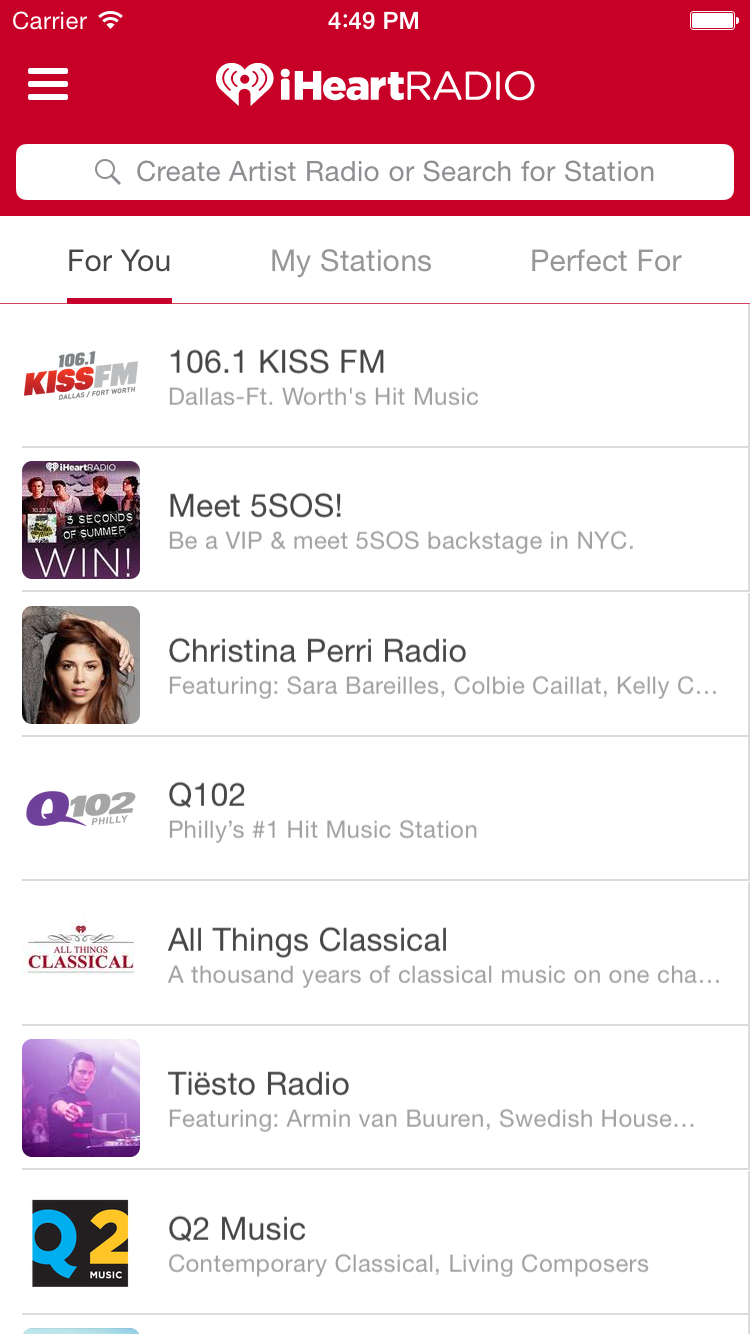 Carrier 4:49 PM
iHeartRADIO
Create Artist Radio or Search for Station
For You My Stations Perfect For
106.1
KISSFM
DALLAS / FORT WORTH
106.1 KISS FM
Dallas-Ft. Worth's Hit Music
iHeartRADIO
10.23.15
5 SECONDS
OF SUMMER
WIN!
Meet 5SOS!
Be a VIP & meet 5SOS backstage in NYC.
Christina Perri Radio
Featuring: Sara Bareilles, Colbie Caillat, Kelly C...
Q102
PHILLY
Q102
Philly’s #1 Hit Music Station
ALL THINGS
CLASSICAL
All Things Classical
A thousand years of classical music on one cha...
Tiësto Radio
Featuring: Armin van Buuren, Swedish House...
Q2
MUSIC
Q2 Music
Contemporary Classical, Living Composers